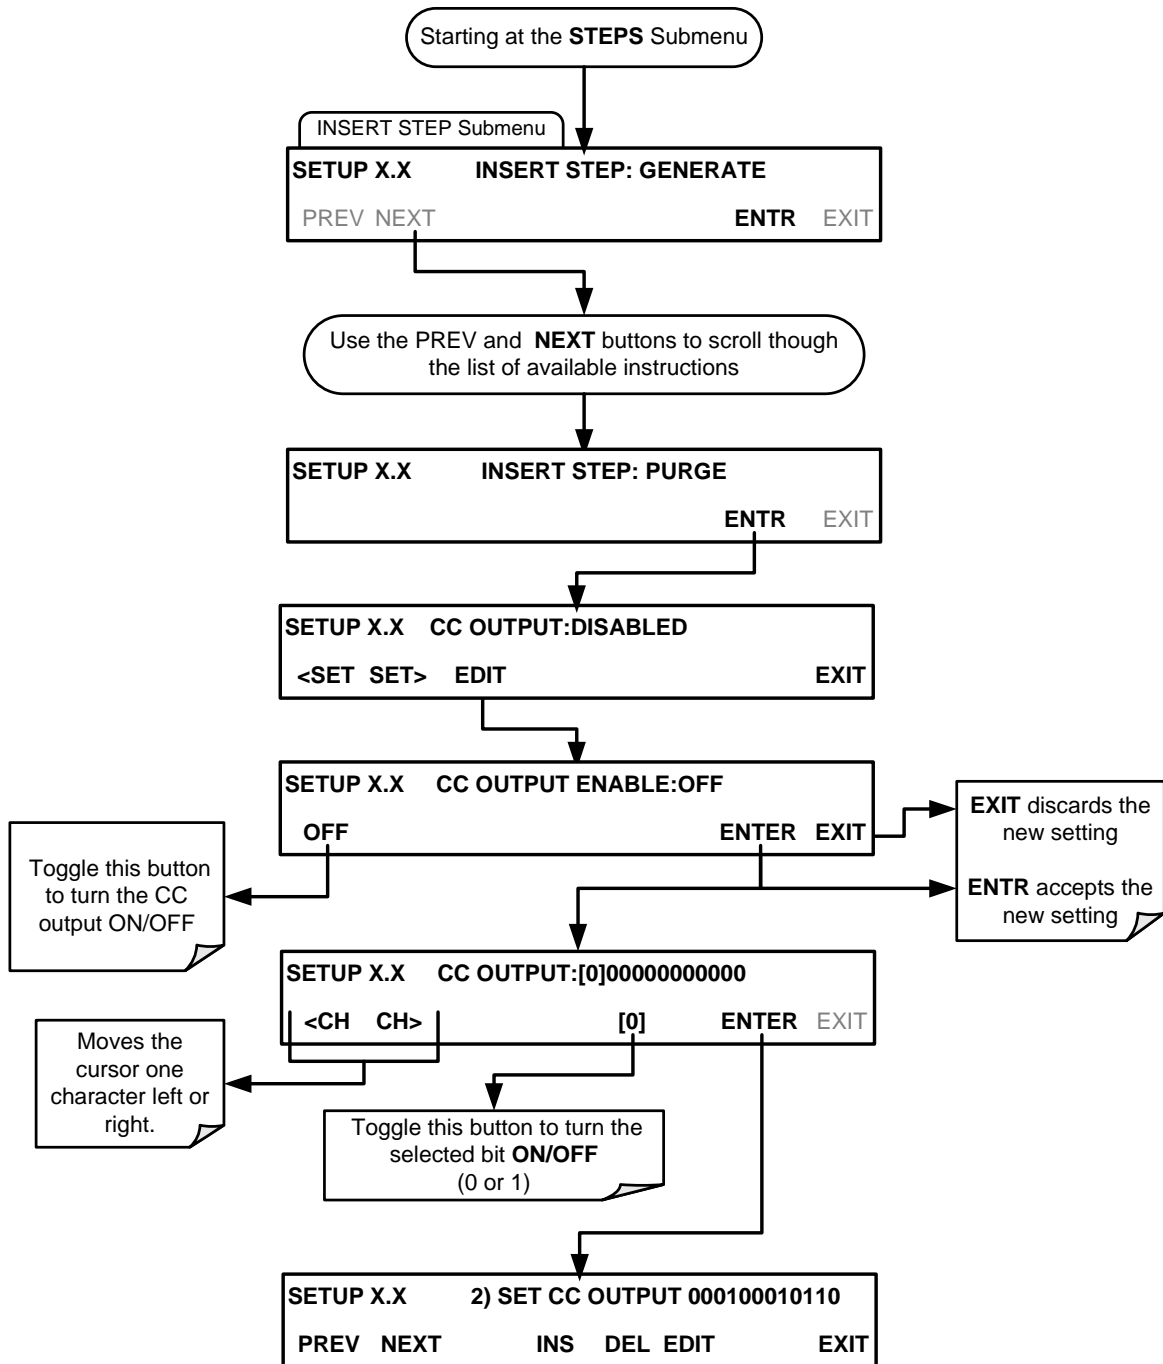 Starting at the STEPS Submenu
INSERT STEP Submenu
SETUP X.X INSERT STEP: GENERATE
PREV NEXT ENTR EXIT
Use the PREV and NEXT buttons to scroll though
the list of available instructions
SETUP X.X INSERT STEP: PURGE
ENTR EXIT
SETUP X.X CC OUTPUT:DISABLED
<SET SET> EDIT EXIT
SETUP X.X CC OUTPUT ENABLE:OFF
OFF ENTER EXIT
EXIT discards the
new setting
ENTR accepts the
new setting
Toggle this button
to turn the CC
output ON/OFF
SETUP X.X CC OUTPUT:[0]00000000000
<CH CH> [0] ENTER EXIT
Moves the
cursor one
character left or
right.
Toggle this button to turn the
selected bit ON/OFF
(0 or 1)
SETUP X.X 2) SET CC OUTPUT 000100010110
PREV NEXT INS DEL EDIT EXIT